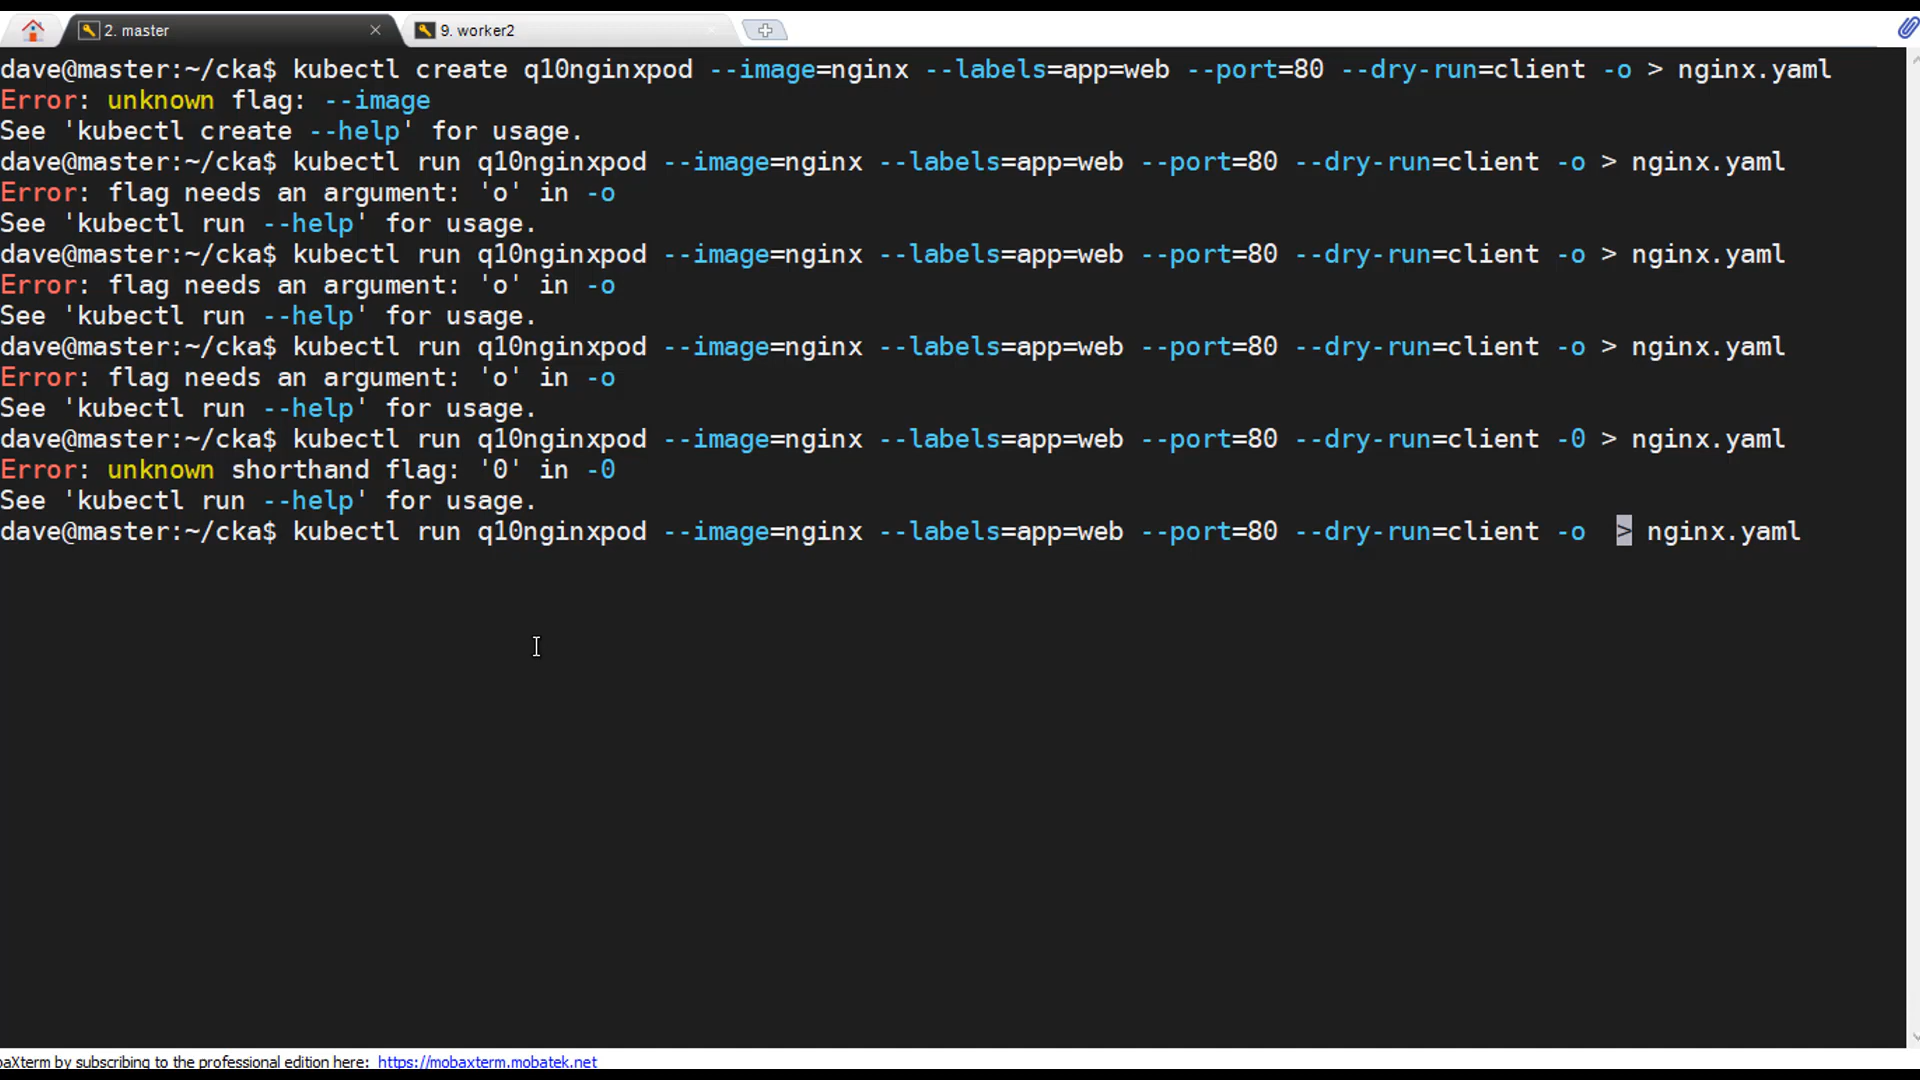 2. master
9. worker2
dave@master:~/cka$ kubectl create q10nginxpod --image=nginx --labels=app=web --port=80 --dry-run=client -o > nginx.yaml
Error: unknown flag: --image
See 'kubectl create --help' for usage.
dave@master:~/cka$ kubectl run q10nginxpod --image=nginx --labels=app=web --port=80 --dry-run=client -o > nginx.yaml
Error: flag needs an argument: 'o' in -o
See 'kubectl run --help' for usage.
dave@master:~/cka$ kubectl run q10nginxpod --image=nginx --labels=app=web --port=80 --dry-run=client -o > nginx.yaml
Error: flag needs an argument: 'o' in -o
See 'kubectl run --help' for usage.
dave@master:~/cka$ kubectl run q10nginxpod --image=nginx --labels=app=web --port=80 --dry-run=client -o > nginx.yaml
Error: flag needs an argument: 'o' in -o
See 'kubectl run --help' for usage.
dave@master:~/cka$ kubectl run q10nginxpod --image=nginx --labels=app=web --port=80 --dry-run=client -0 > nginx.yaml
Error: unknown shorthand flag: '0' in -0
See 'kubectl run --help' for usage.
dave@master:~/cka$ kubectl run q10nginxpod --image=nginx --labels=app=web --port=80 --dry-run=client -o  > nginx.yaml
baXterm by subscribing to the professional edition here: https://mobaxterm.mobatek.net